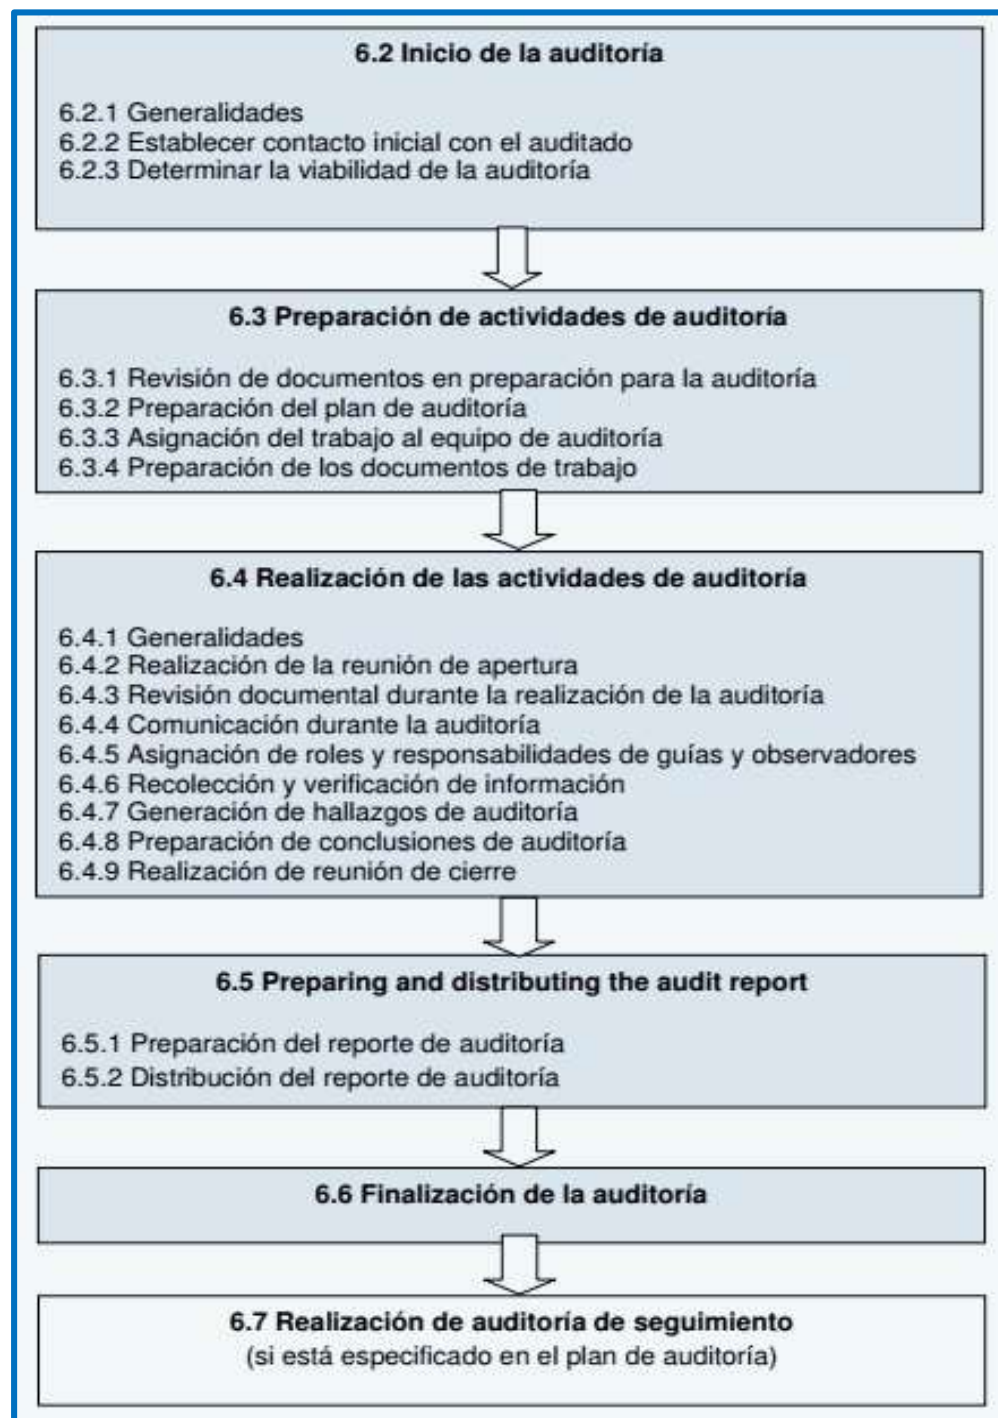 6.2 Inicio de la auditoría
6.2.1 Generalidades
6.2.2 Establecer contacto inicial con el auditado
6.2.3 Determinar la viabilidad de la auditoría
6.3 Preparación de actividades de auditoría
6.3.1 Revisión de documentos en preparación para la auditoría
6.3.2 Preparación del plan de auditoría
6.3.3 Asignación del trabajo al equipo de auditoría
6.3.4 Preparación de los documentos de trabajo
6.4 Realización de las actividades de auditoría
6.4.1 Generalidades
6.4.2 Realización de la reunión de apertura
6.4.3 Revisión documental durante la realización de la auditoría
6.4.4 Comunicación durante la auditoría
6.4.5 Asignación de roles y responsabilidades de guías y observadores
6.4.6 Recolección y verificación de información
6.4.7 Generación de hallazgos de auditoría
6.4.8 Preparación de conclusiones de auditoría
6.4.9 Realización de reunión de cierre
6.5 Preparing and distributing the audit report
6.5.1 Preparación del reporte de auditoría
6.5.2 Distribución del reporte de auditoría
6.6 Finalización de la auditoría
6.7 Realización de auditoría de seguimiento
(si está especificado en el plan de auditoría)